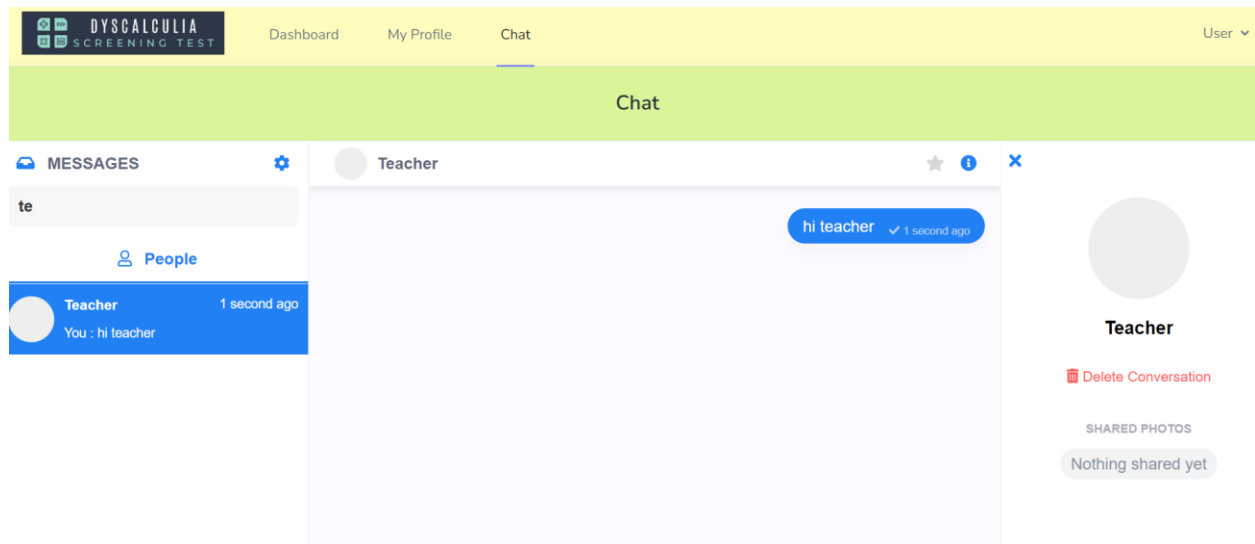 DYSCALCULIA
SCREENING TEST
Dashboard
My Profile
Chat
User
Chat
MESSAGES
te
People
Teacher
1 second ago
You : hi teacher
Teacher
hi teacher 1 second ago
Teacher
Delete Conversation
SHARED PHOTOS
Nothing shared yet